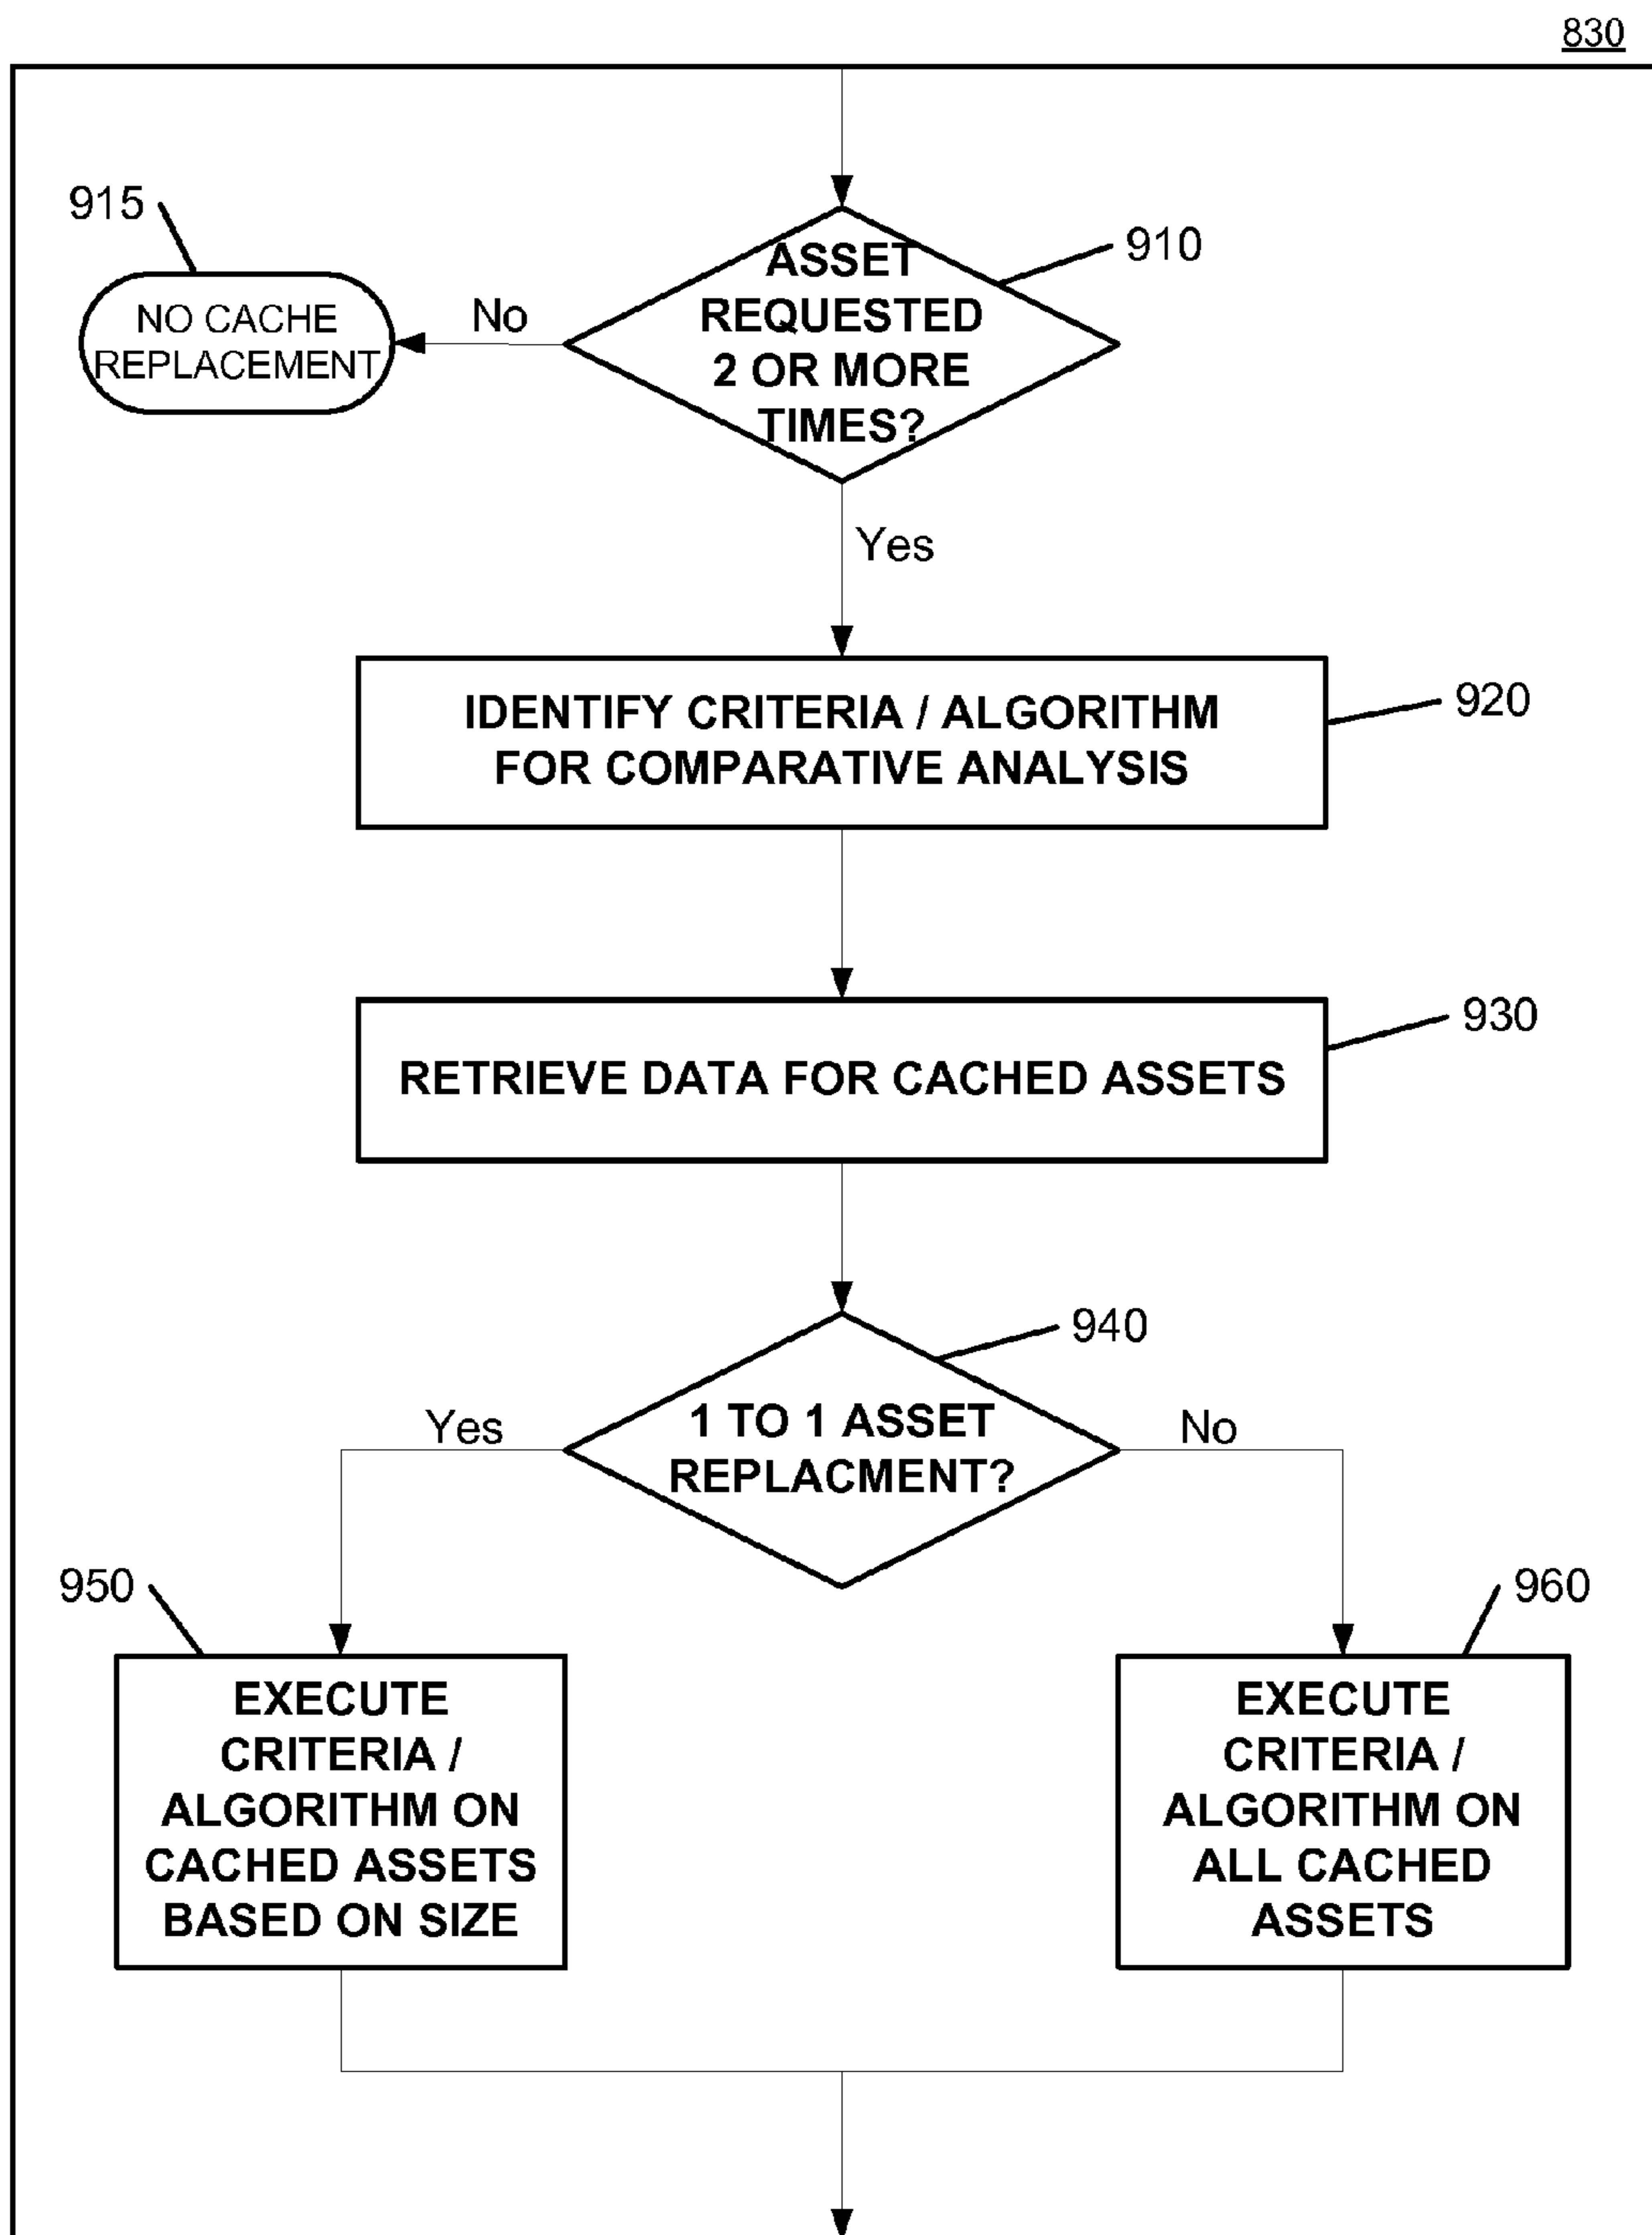 830
915
910
ASSET
REQUESTED
2 OR MORE
TIMES?
No
NO CACHE
REPLACEMENT
Yes
IDENTIFY CRITERIA / ALGORITHM
FOR COMPARATIVE ANALYSIS
920
RETRIEVE DATA FOR CACHED ASSETS
930
940
1 TO 1 ASSET
REPLACMENT?
Yes
No
950
960
EXECUTE
CRITERIA /
ALGORITHM ON
CACHED ASSETS
BASED ON SIZE
EXECUTE
CRITERIA /
ALGORITHM ON
ALL CACHED
ASSETS